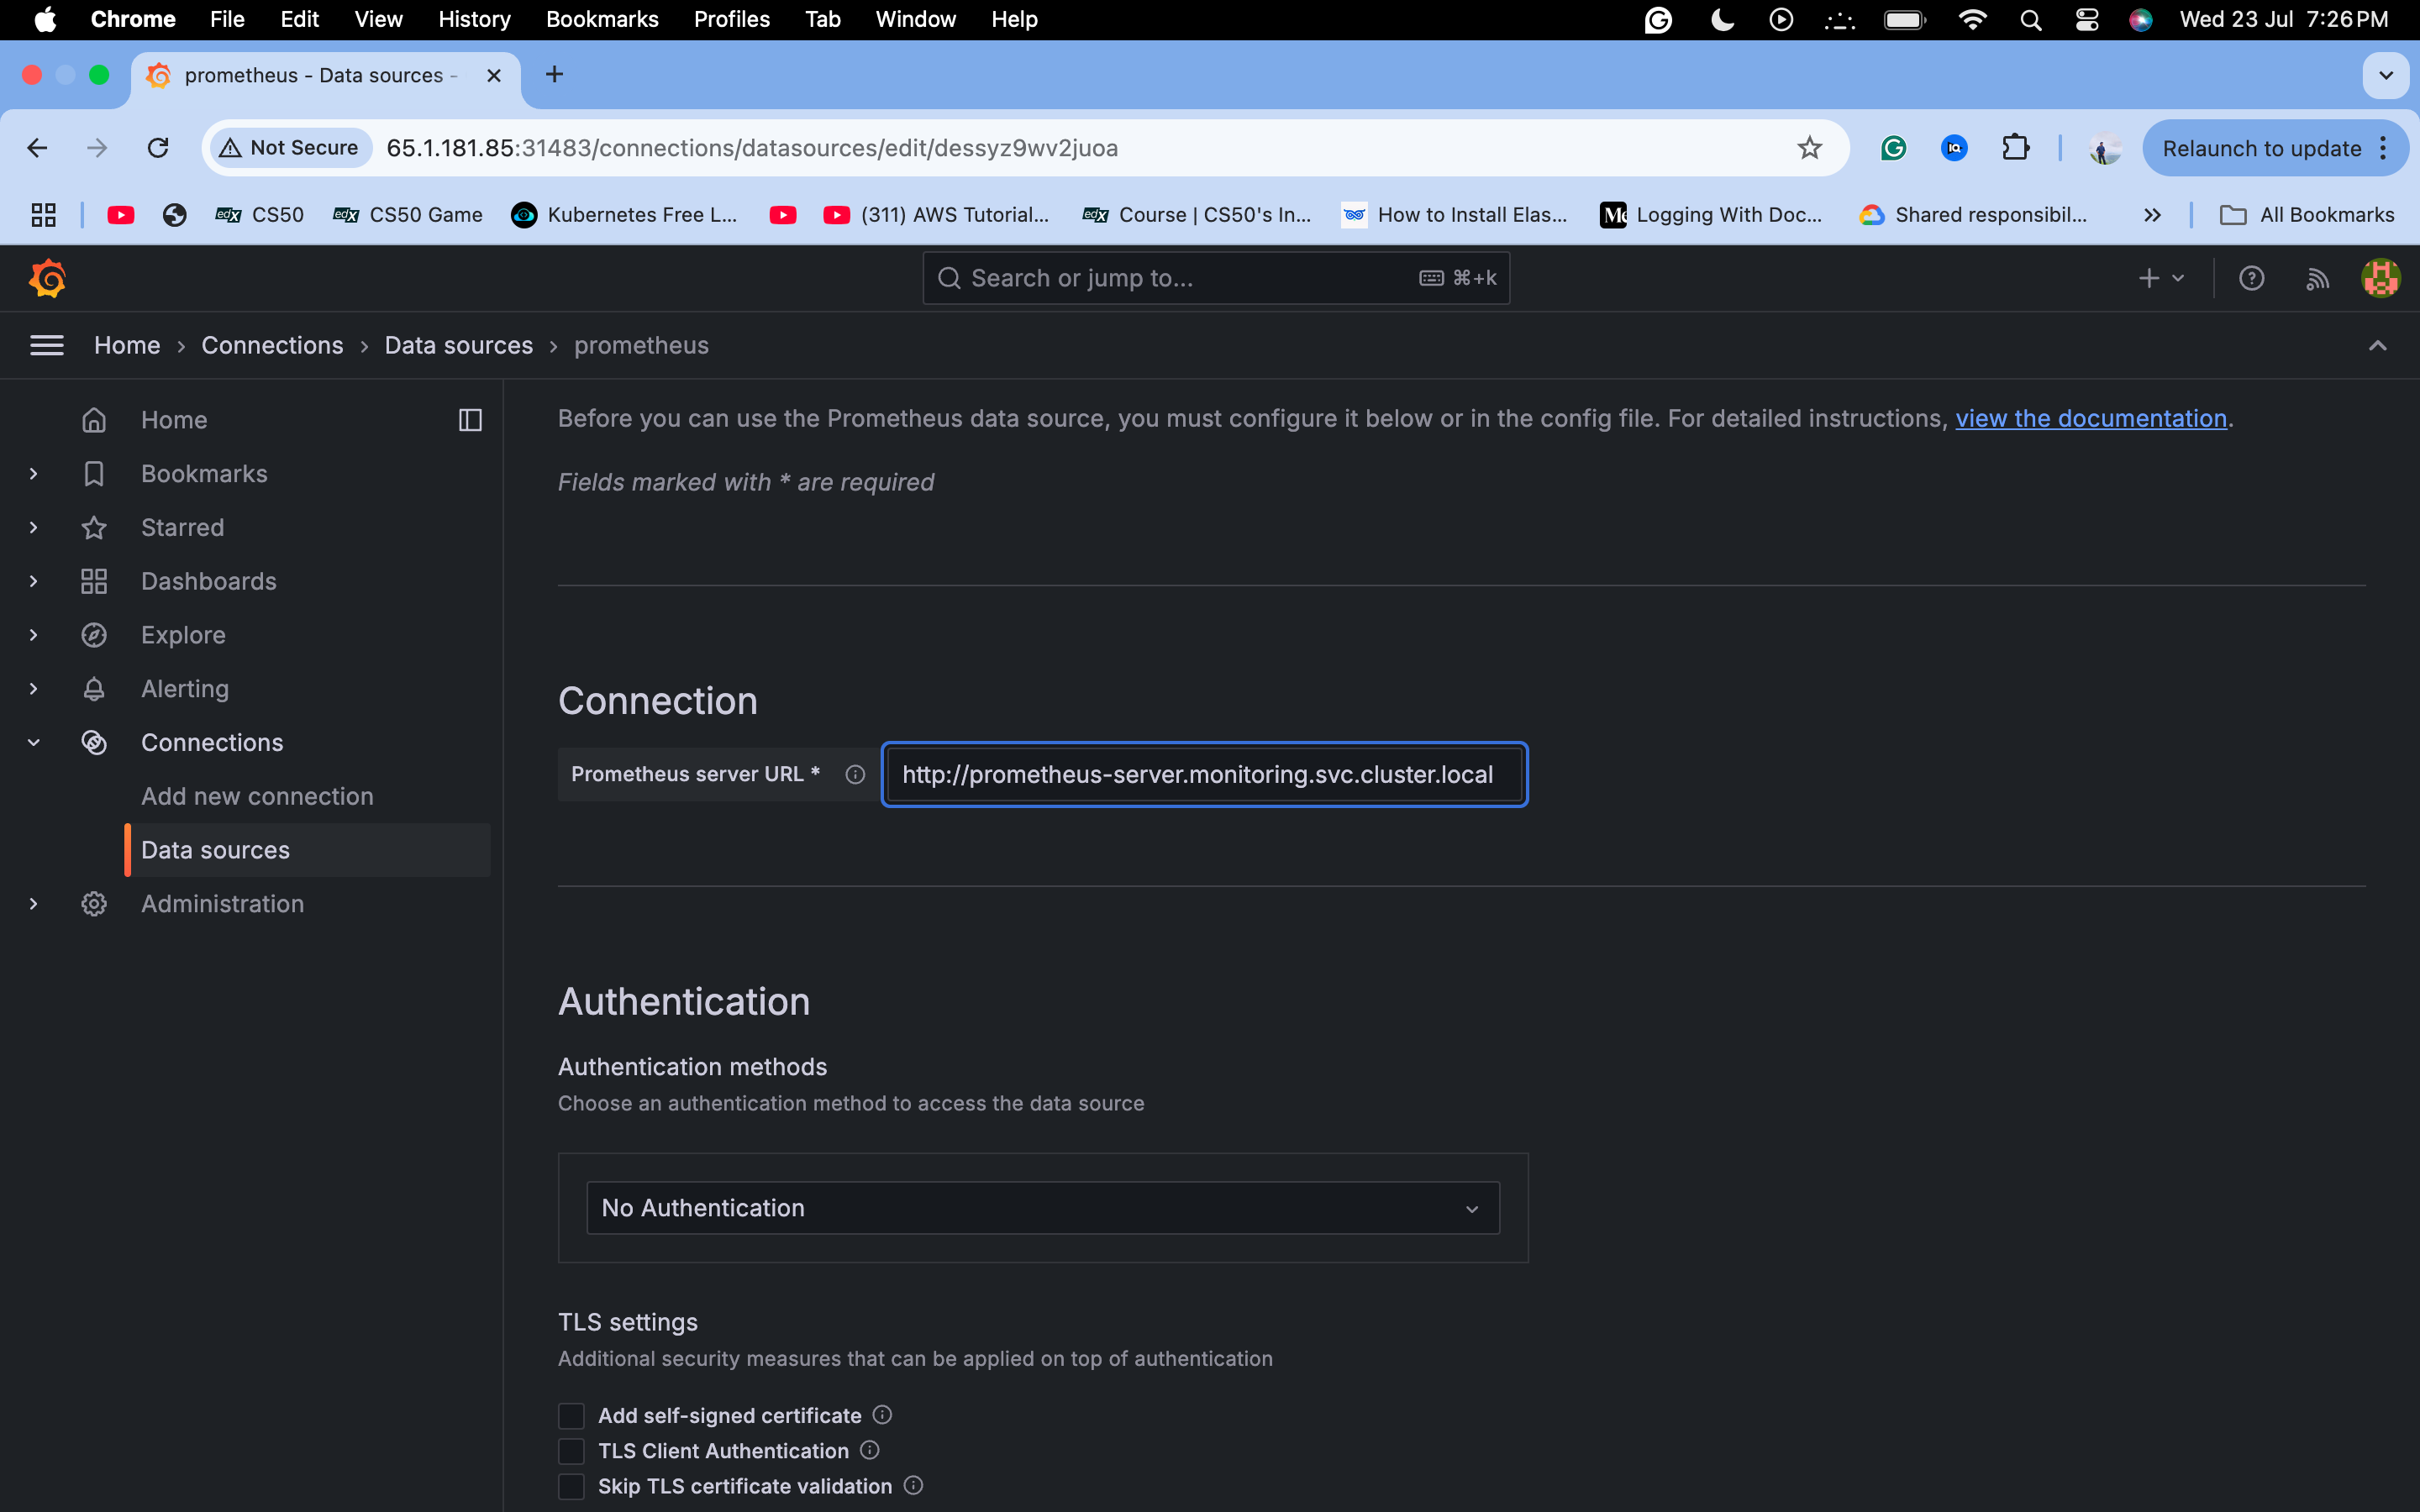 Chrome File Edit View History Bookmarks Profiles Tab Window Help Wed 23 Jul 7:26 PM
prometheus - Data sources -
Not Secure 65.1.181.85:31483/connections/datasources/edit/dessyz9wv2juoa Relaunch to update
CS50 CS50 Game Kubernetes Free L... (311) AWS Tutorial... Course | CS50's In... How to Install Elas... Logging With Doc... Shared responsibil... All Bookmarks
Search or jump to... ⌘+k
Home › Connections › Data sources › prometheus
Home
Bookmarks
Starred
Dashboards
Explore
Alerting
Connections
Add new connection
Data sources
Administration
Before you can use the Prometheus data source, you must configure it below or in the config file. For detailed instructions, view the documentation.
Fields marked with * are required
Connection
Prometheus server URL * http://prometheus-server.monitoring.svc.cluster.local
Authentication
Authentication methods
Choose an authentication method to access the data source
No Authentication
TLS settings
Additional security measures that can be applied on top of authentication
Add self-signed certificate
TLS Client Authentication
Skip TLS certificate validation